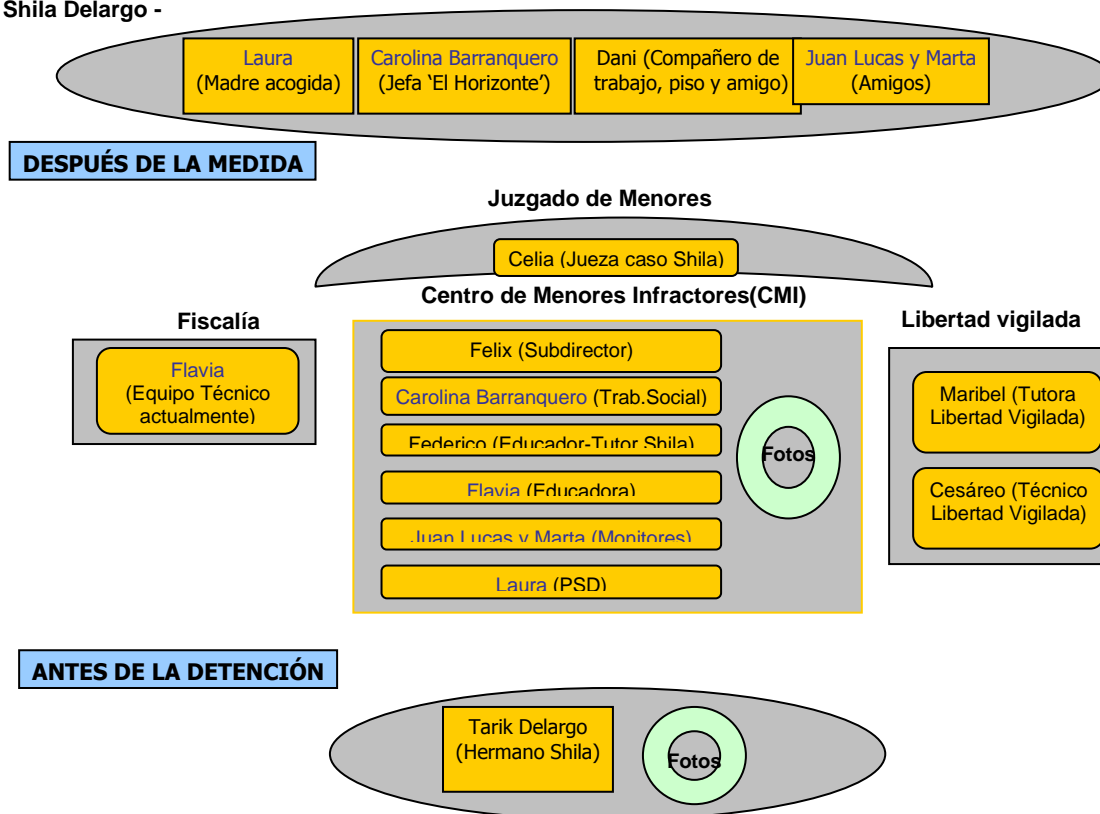 Shila Delargo -
Laura
(Madre acogida)
Carolina Barranquero
(Jefa ‘El Horizonte’)
Dani (Compañero de
trabajo, piso y amigo)
Juan Lucas y Marta
(Amigos)
DESPUÉS DE LA MEDIDA
Juzgado de Menores
Celia (Jueza caso Shila)
Centro de Menores Infractores(CMI)
Fiscalía
Flavia
(Equipo Técnico
actualmente)
Felix (Subdirector)
Carolina Barranquero (Trab.Social)
Federico (Educador-Tutor Shila)
Flavia (Educadora)
Juan Lucas y Marta (Monitores)
Laura (PSD)
Fotos
Libertad vigilada
Maribel (Tutora
Libertad Vigilada)
Cesáreo (Técnico
Libertad Vigilada)
ANTES DE LA DETENCIÓN
Tarik Delargo
(Hermano Shila)
Fotos